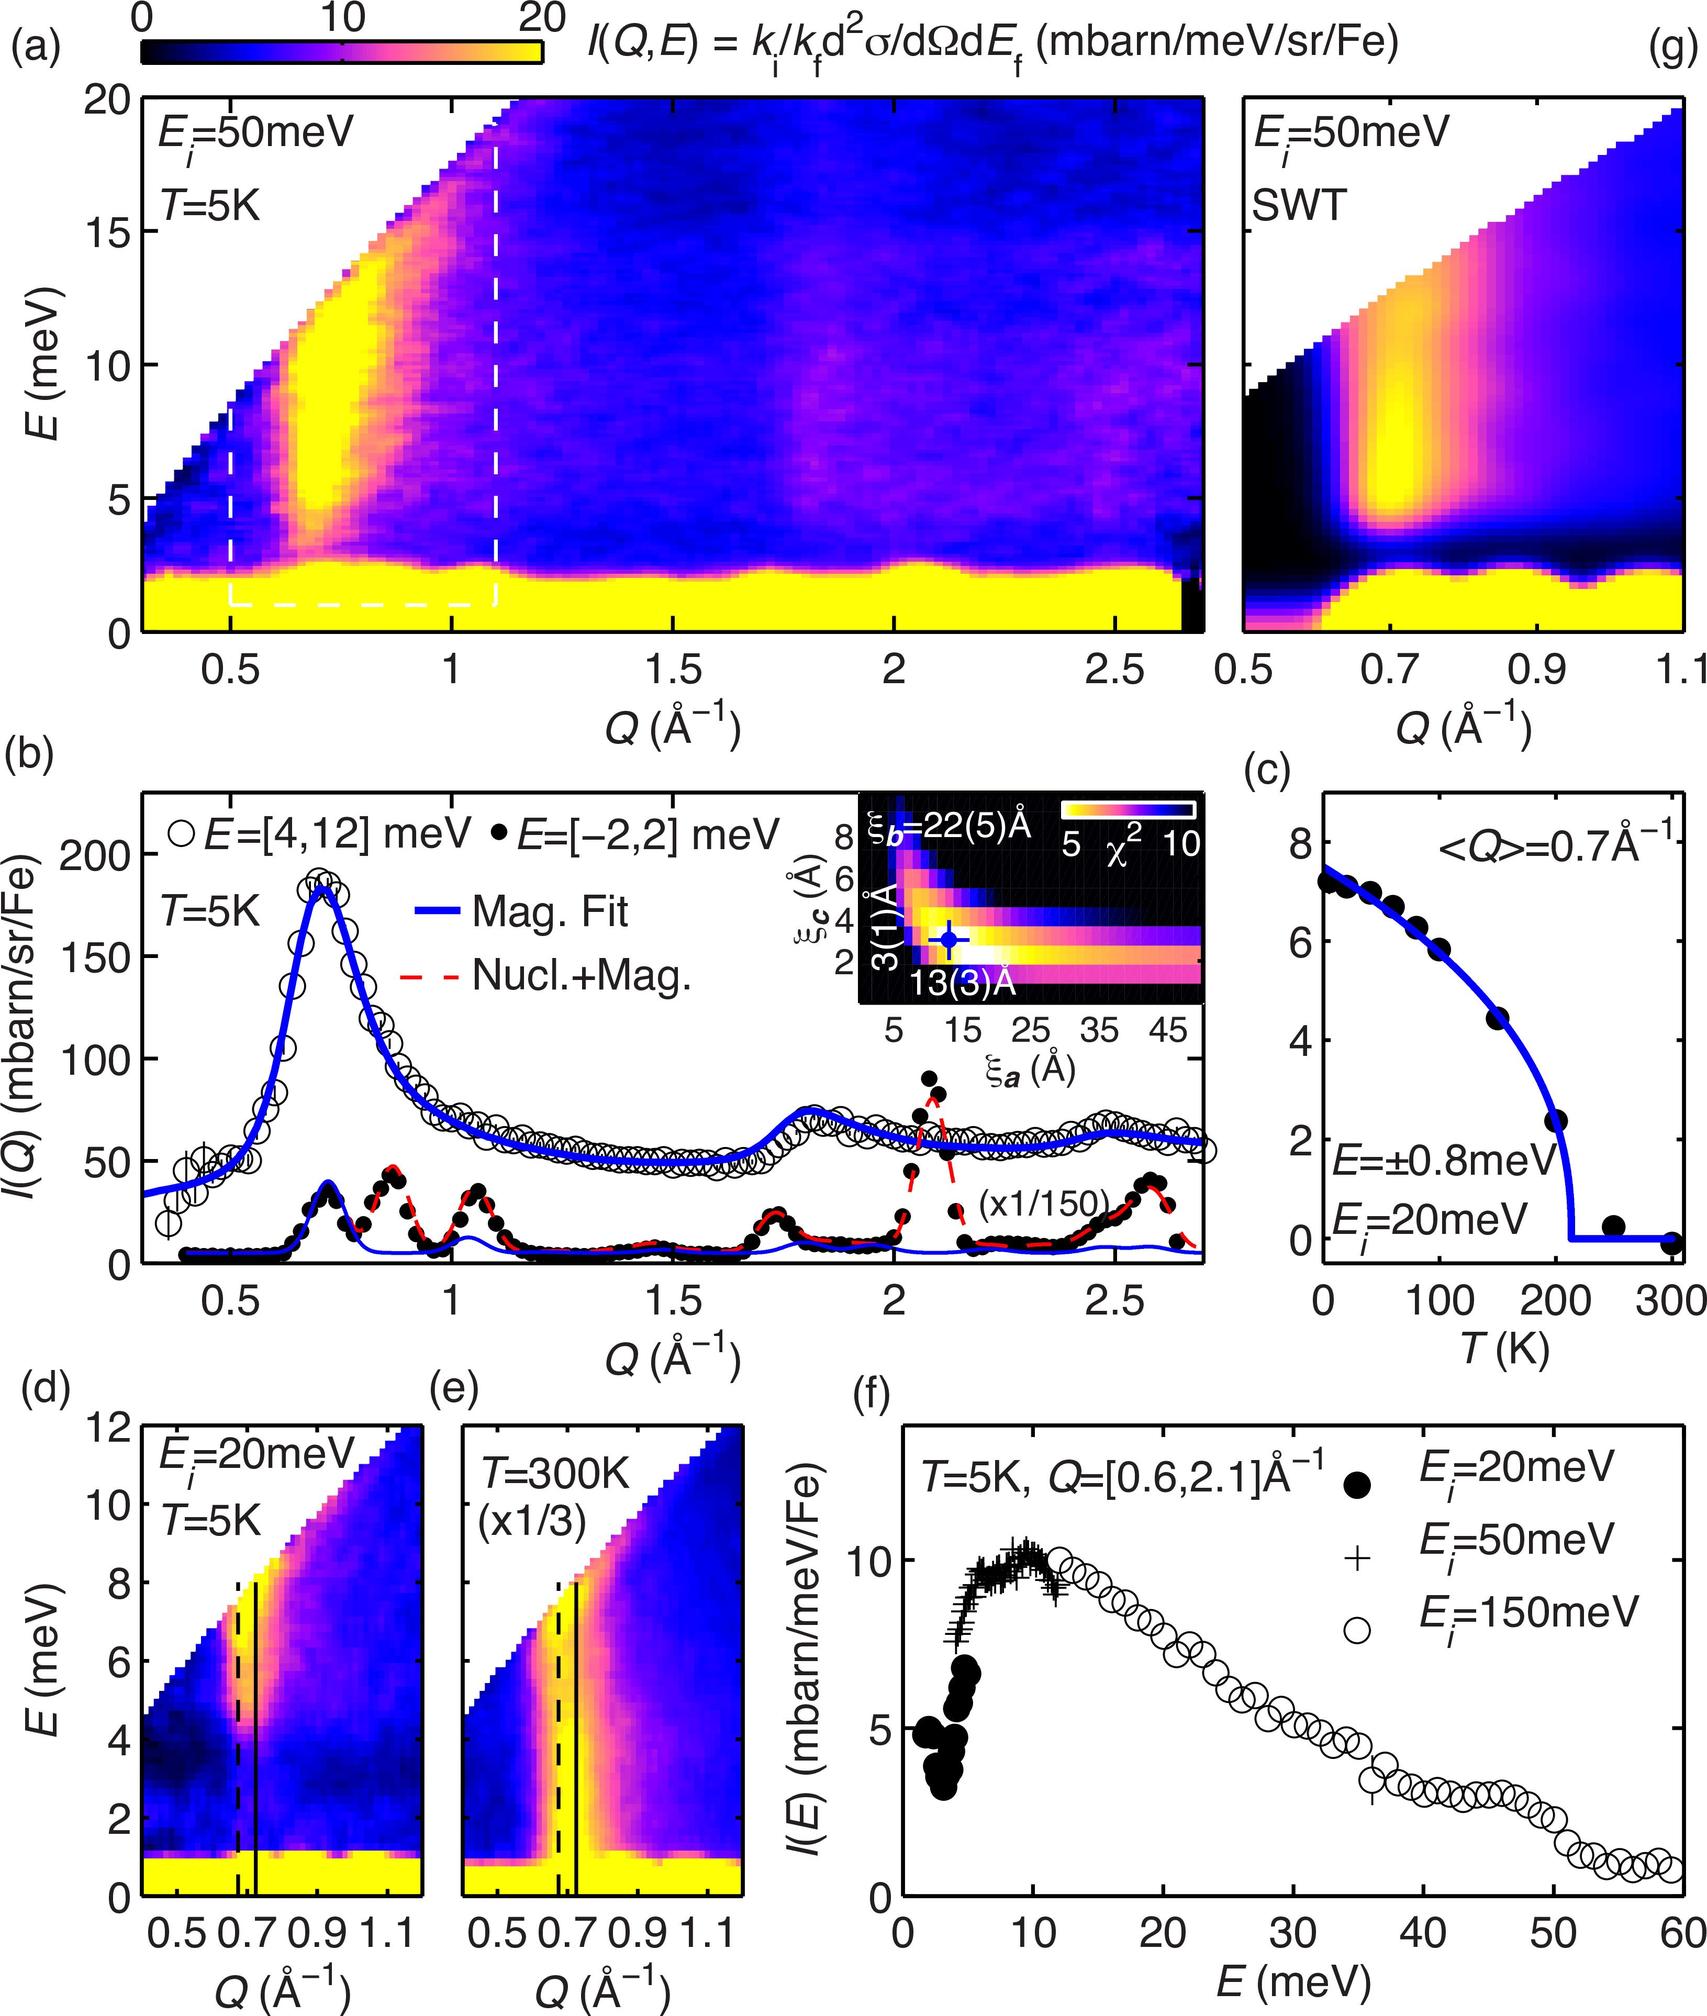 0 10 20
(a) I(Q,E) = ki/kfd²σ/dΩdEf (mbarn/meV/sr/Fe) (g)
Ei=50meV
T=5K
20
15
10
5
0
E (meV)
0.5 1 1.5 2 2.5
Q (Å−1)
Ei=50meV
SWT
0.5 0.7 0.9 1.1
Q (Å−1)
(b)
E=[4,12] meV E=[−2,2] meV
T=5K
Mag. Fit
Nucl.+Mag.
200
150
100
50
0
I(Q) (mbarn/sr/Fe)
ξb=22(5)Å
5 χ² 10
8
6
4
2
ξc (Å)
3(1)Å
13(3)Å
5 15 25 35 45
ξa (Å)
(x1/150)
0.5 1 1.5 2 2.5
Q (Å−1)
(c)
<Q>=0.7Å−1
8
6
4
2
0
E=±0.8meV
Ei=20meV
0 100 200 300
T (K)
(d)
12
10
8
6
4
2
0
E (meV)
Ei=20meV
T=5K
0.5 0.7 0.9 1.1
Q (Å−1)
(e)
T=300K
(x1/3)
0.5 0.7 0.9 1.1
Q (Å−1)
(f)
T=5K, Q=[0.6,2.1]Å−1
Ei=20meV
Ei=50meV
Ei=150meV
10
5
0
I(E) (mbarn/meV/Fe)
0 10 20 30 40 50 60
E (meV)